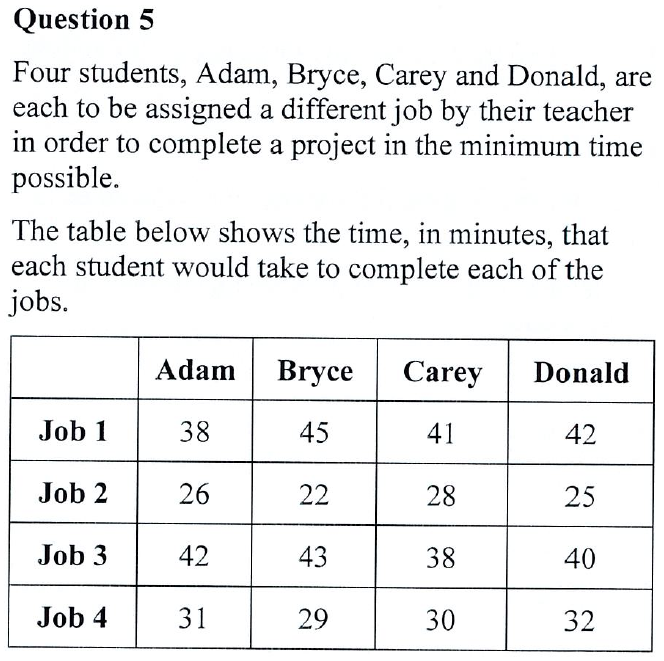 Question 5
Four students, Adam, Bryce, Carey and Donald, are
each to be assigned a different job by their teacher
in order to complete a project in the minimum time
possible.
The table below shows the time, in minutes, that
each student would take to complete each of the
jobs.
Adam Bryce Carey Donald
Job 1 38 45 41 42
Job 2 26 22 28 25
Job 3 42 43 38 40
Job 4 31 29 30 32